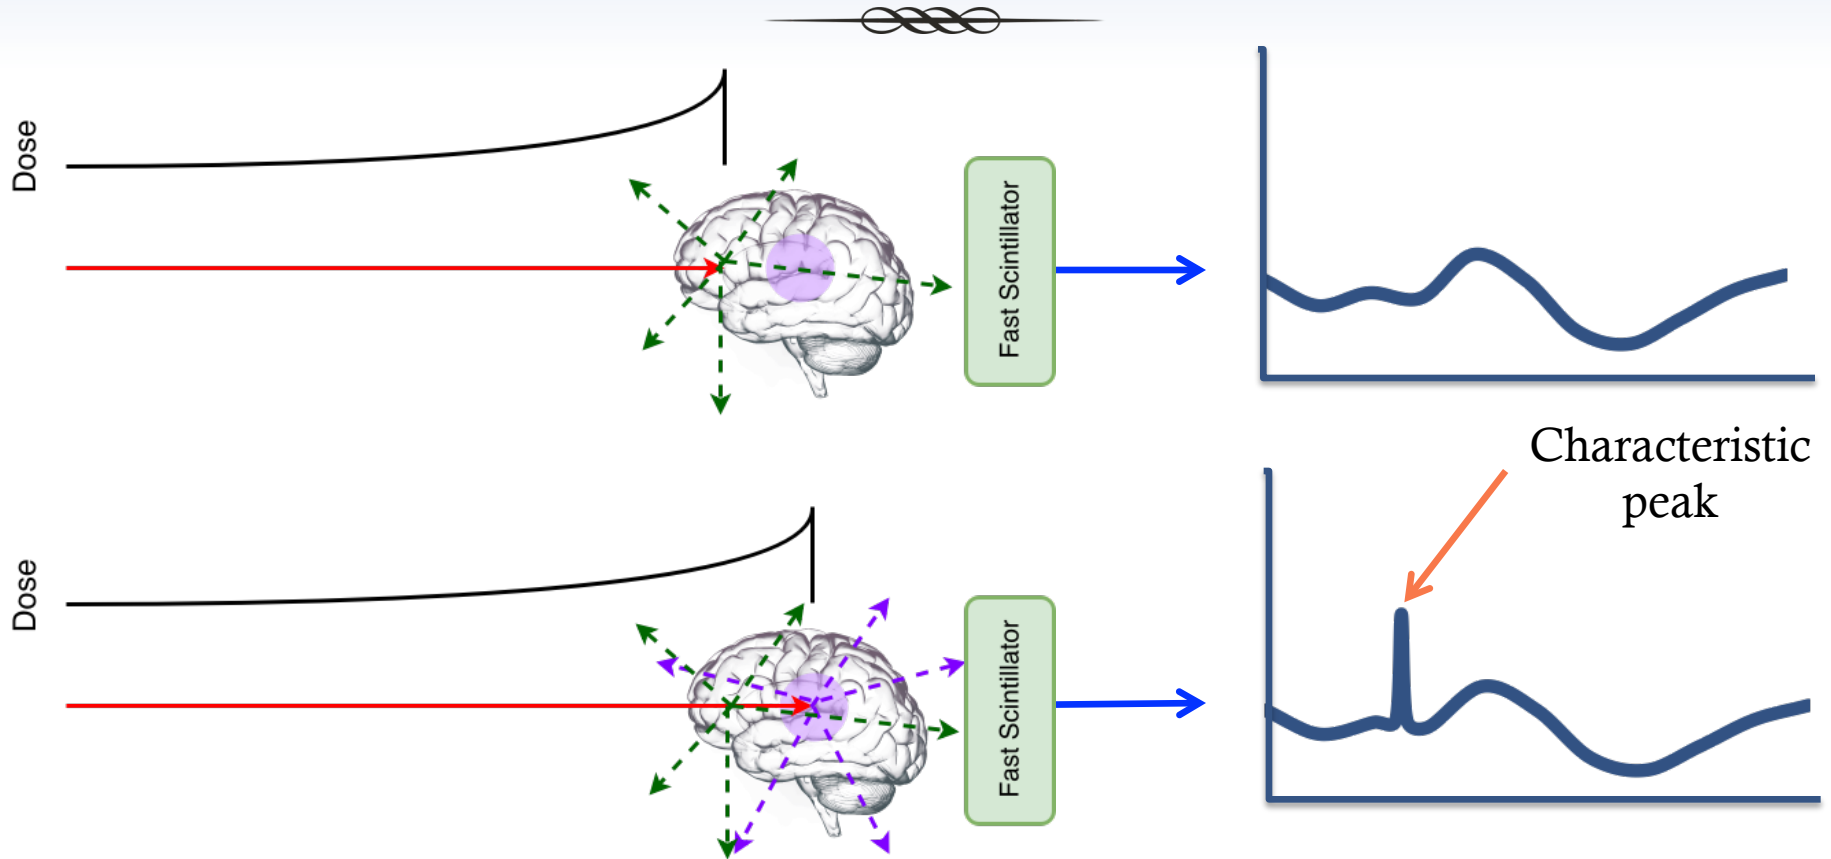 Dose
Fast Scintillator
Characteristic
peak
Dose
Fast Scintillator